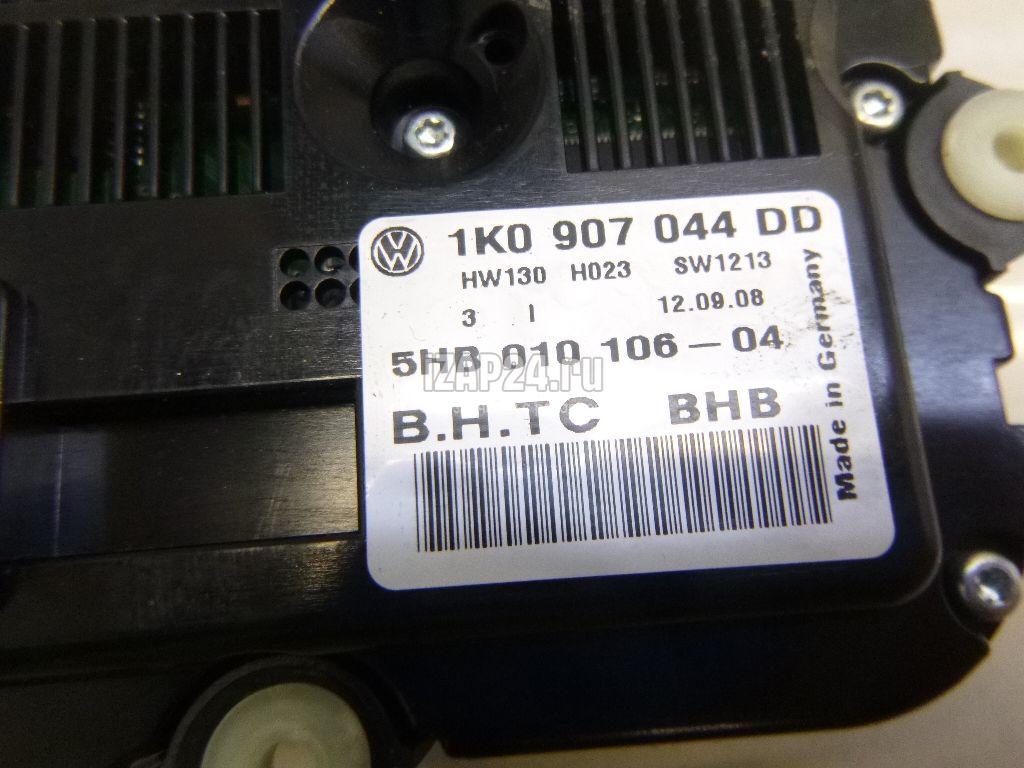 1K0 907 044 DD
HW130 H023 SW1213
3 I 12.09.08
5HB 010 106-04
IZAP24.ru
B.H.TC BHB
Made in Germany